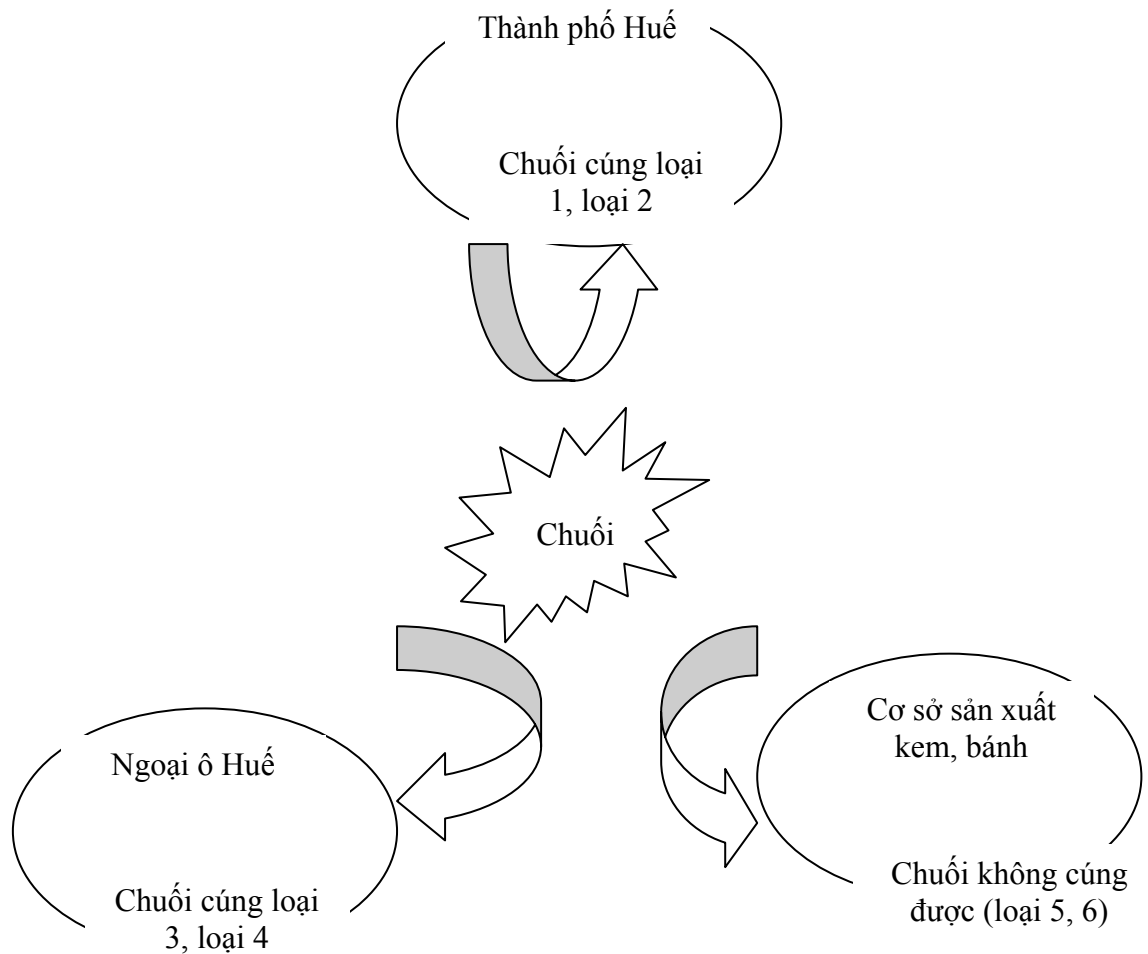 Thành phố Huế
Chuối cúng loại
1, loại 2
Chuối
Ngoại ô Huế
Chuối cúng loại
3, loại 4
Cơ sở sản xuất
kem, bánh
Chuối không cúng
được (loại 5, 6)